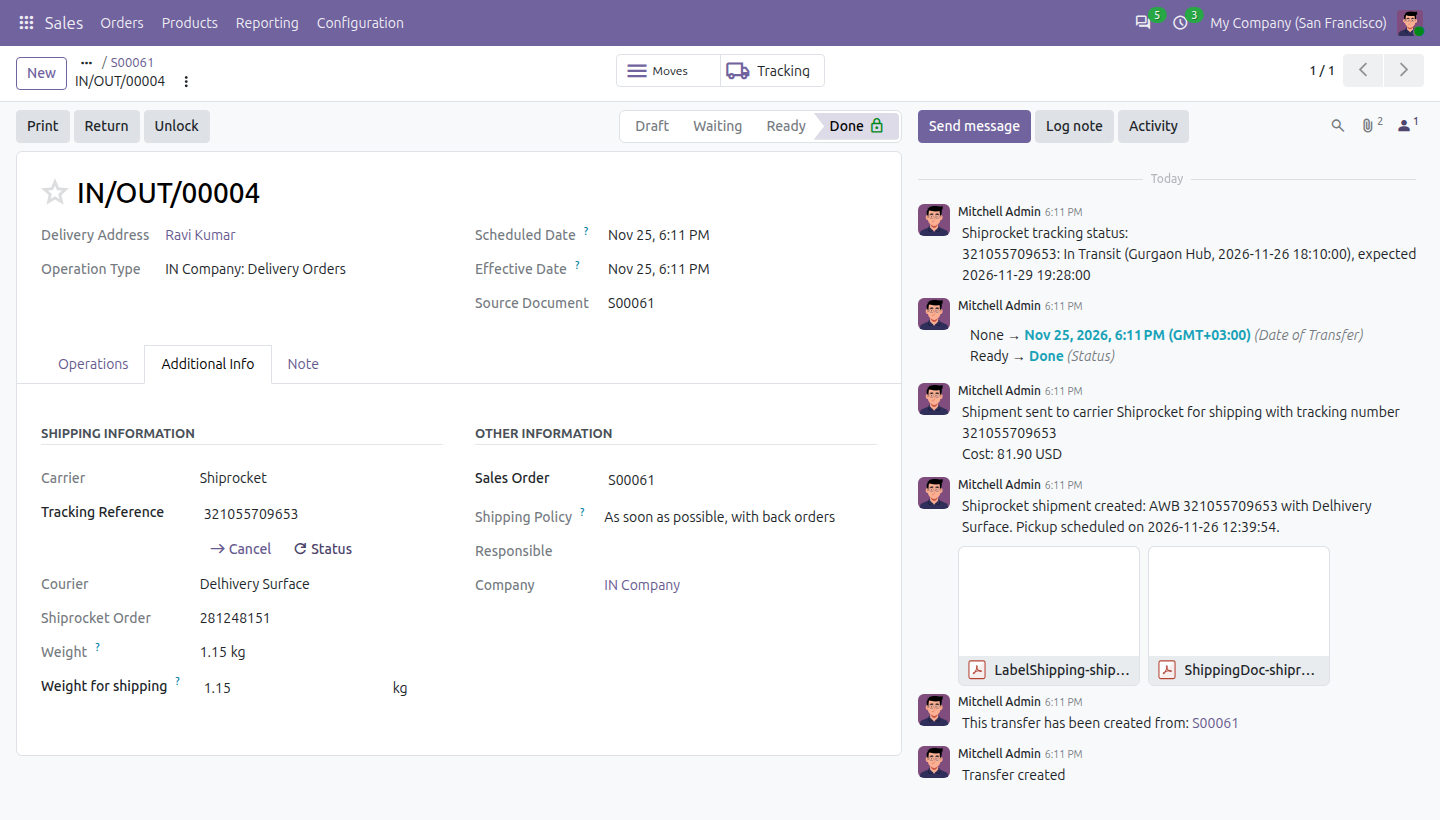 Sales Orders Products Reporting Configuration 5 3 My Company (San Francisco)
New ••• / S00061
IN/OUT/00004
Moves Tracking 1 / 1
Print Return Unlock Draft Waiting Ready Done Send message Log note Activity 2 1
IN/OUT/00004
Delivery Address Ravi Kumar
Operation Type IN Company: Delivery Orders
Scheduled Date ? Nov 25, 6:11 PM
Effective Date ? Nov 25, 6:11 PM
Source Document S00061
Operations Additional Info Note
SHIPPING INFORMATION
Carrier Shiprocket
Tracking Reference 321055709653
Cancel Status
Courier Delhivery Surface
Shiprocket Order 281248151
Weight ? 1.15 kg
Weight for shipping ? 1.15 kg
OTHER INFORMATION
Sales Order S00061
Shipping Policy ? As soon as possible, with back orders
Responsible
Company IN Company
Today
Mitchell Admin 6:11 PM
Shiprocket tracking status:
321055709653: In Transit (Gurgaon Hub, 2026-11-26 18:10:00), expected
2026-11-29 19:28:00
Mitchell Admin 6:11 PM
None → Nov 25, 2026, 6:11 PM (GMT+03:00) (Date of Transfer)
Ready → Done (Status)
Mitchell Admin 6:11 PM
Shipment sent to carrier Shiprocket for shipping with tracking number
321055709653
Cost: 81.90 USD
Mitchell Admin 6:11 PM
Shiprocket shipment created: AWB 321055709653 with Delhivery
Surface. Pickup scheduled on 2026-11-26 12:39:54.
LabelShipping-ship... ShippingDoc-shipr...
Mitchell Admin 6:11 PM
This transfer has been created from: S00061
Mitchell Admin 6:11 PM
Transfer created